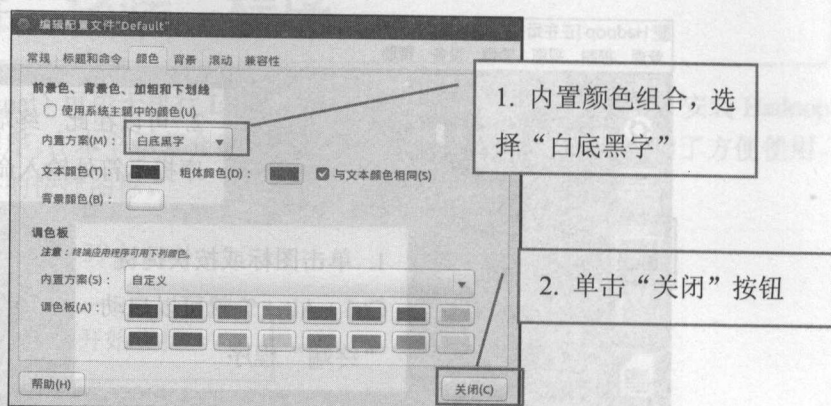 编辑配置文件"Default"
常规 标题和命令 颜色 背景 滚动 兼容性
前景色、背景色、加粗和下划线
使用系统主题中的颜色(U)
内置方案(M)： 白底黑字
文本颜色(T)： 粗体颜色(D)： 与文本颜色相同(S)
背景颜色(B)：
调色板
注意：终端应用程序可用下列颜色。
内置方案(S)： 自定义
调色板(A)：
帮助(H) 关闭(C)
1. 内置颜色组合，选
择“白底黑字”
2. 单击“关闭”按钮